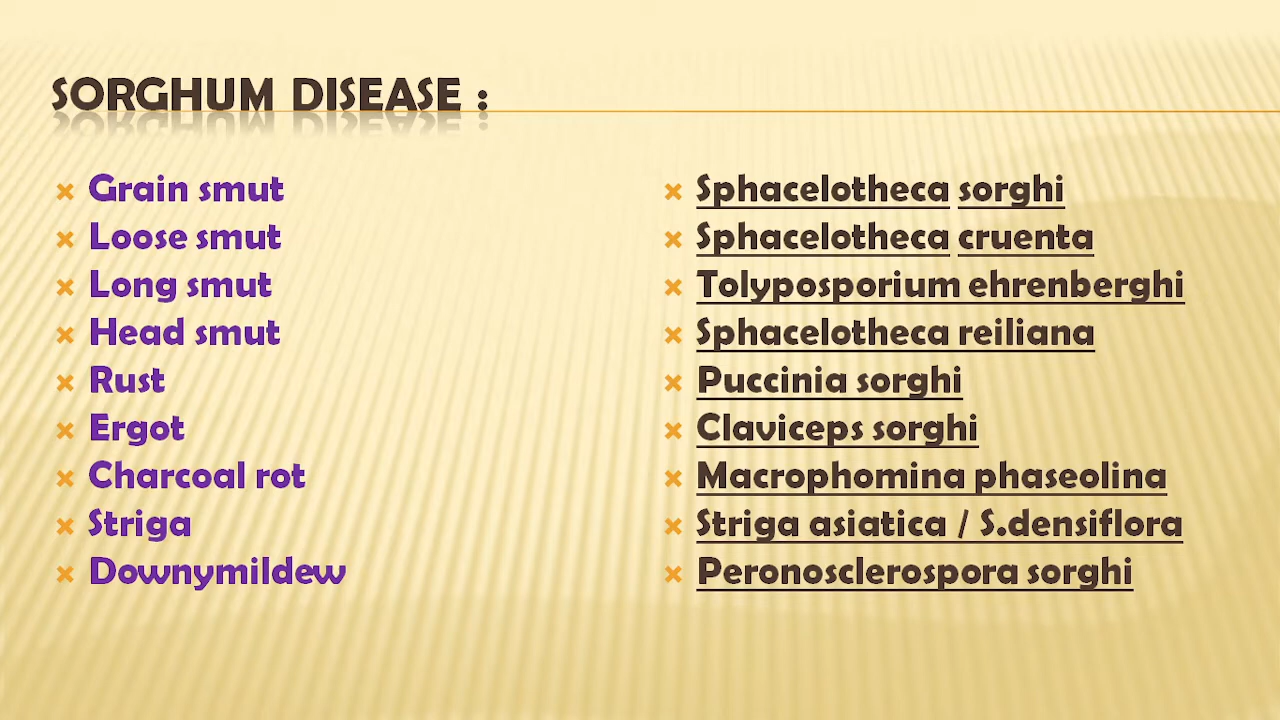 SORGHUM DISEASE :
Grain smut
Loose smut
Long smut
Head smut
Rust
Ergot
Charcoal rot
Striga
Downymildew
Sphacelotheca sorghi
Sphacelotheca cruenta
Tolyposporium ehrenberghi
Sphacelotheca reiliana
Puccinia sorghi
Claviceps sorghi
Macrophomina phaseolina
Striga asiatica / S.densiflora
Peronosclerospora sorghi